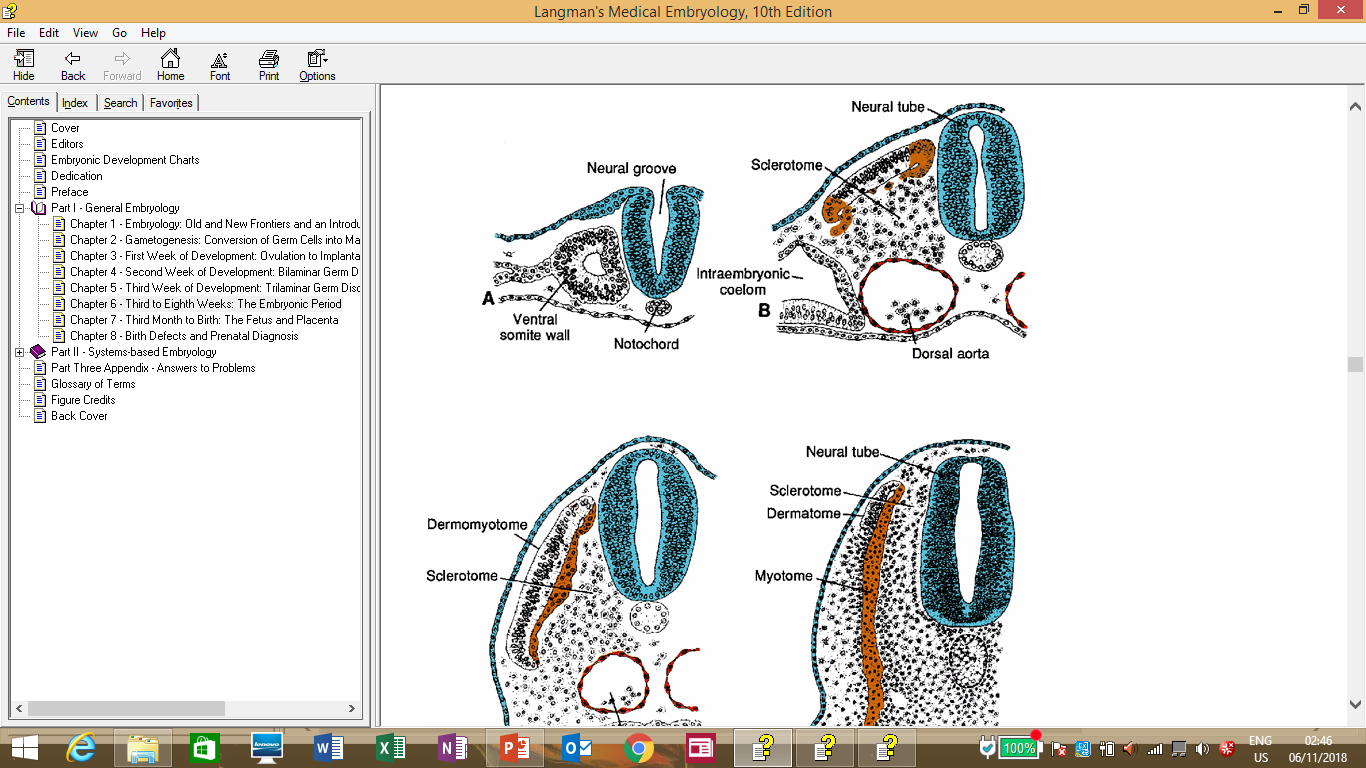 Langman's Medical Embryology, 10th Edition
File Edit View Go Help
Hide Back Forward Home Font Print Options
Contents Index Search Favorites
Cover
Editors
Embryonic Development Charts
Dedication
Preface
Part I - General Embryology
Chapter 1 - Embryology: Old and New Frontiers and an Introdu
Chapter 2 - Gametogenesis: Conversion of Germ Cells into Ma
Chapter 3 - First Week of Development: Ovulation to Implanta
Chapter 4 - Second Week of Development: Bilaminar Germ D
Chapter 5 - Third Week of Development: Trilaminar Germ Disc
Chapter 6 - Third to Eighth Weeks: The Embryonic Period
Chapter 7 - Third Month to Birth: The Fetus and Placenta
Chapter 8 - Birth Defects and Prenatal Diagnosis
Part II - Systems-based Embryology
Part Three Appendix - Answers to Problems
Glossary of Terms
Figure Credits
Back Cover
Neural groove
A
Ventral
somite wall
Notochord
Neural tube
Sclerotome
Intraembryonic
coelom
B
Dorsal aorta
Dermomyotome
Sclerotome
Neural tube
Sclerotome
Dermatome
Myotome
lenovo
100%
ENG
US
02:46
06/11/2018